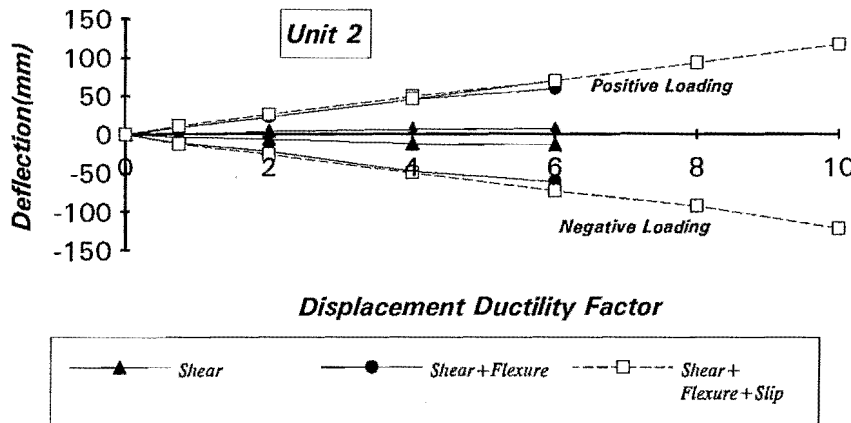 150
Unit 2
100
Positive Loading
50
0
0 2 4 6 8 10
-50
-100
Negative Loading
-150
Deflection(mm)
Displacement Ductility Factor
Shear
Shear+Flexure
Shear+
Flexure+Slip